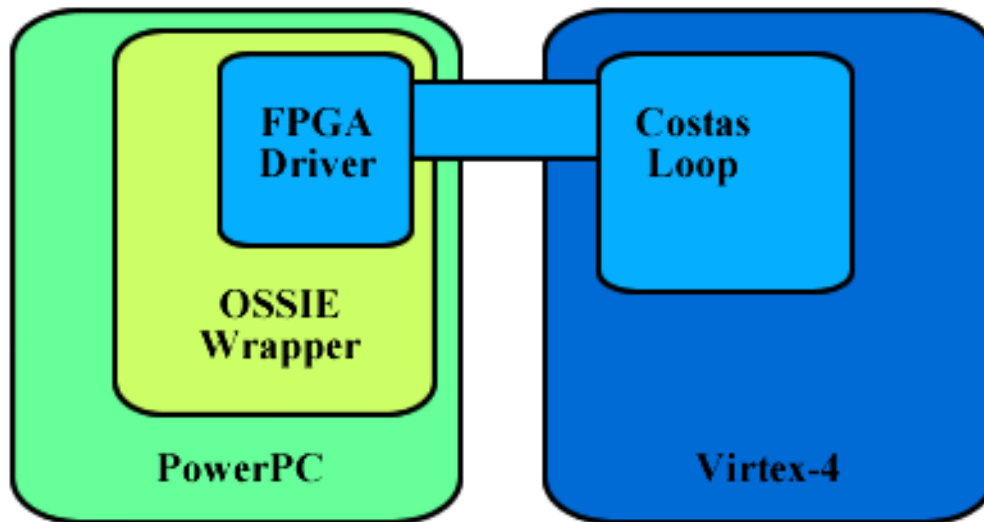 FPGA
Driver
Costas
Loop
OSSIE
Wrapper
PowerPC
Virtex-4